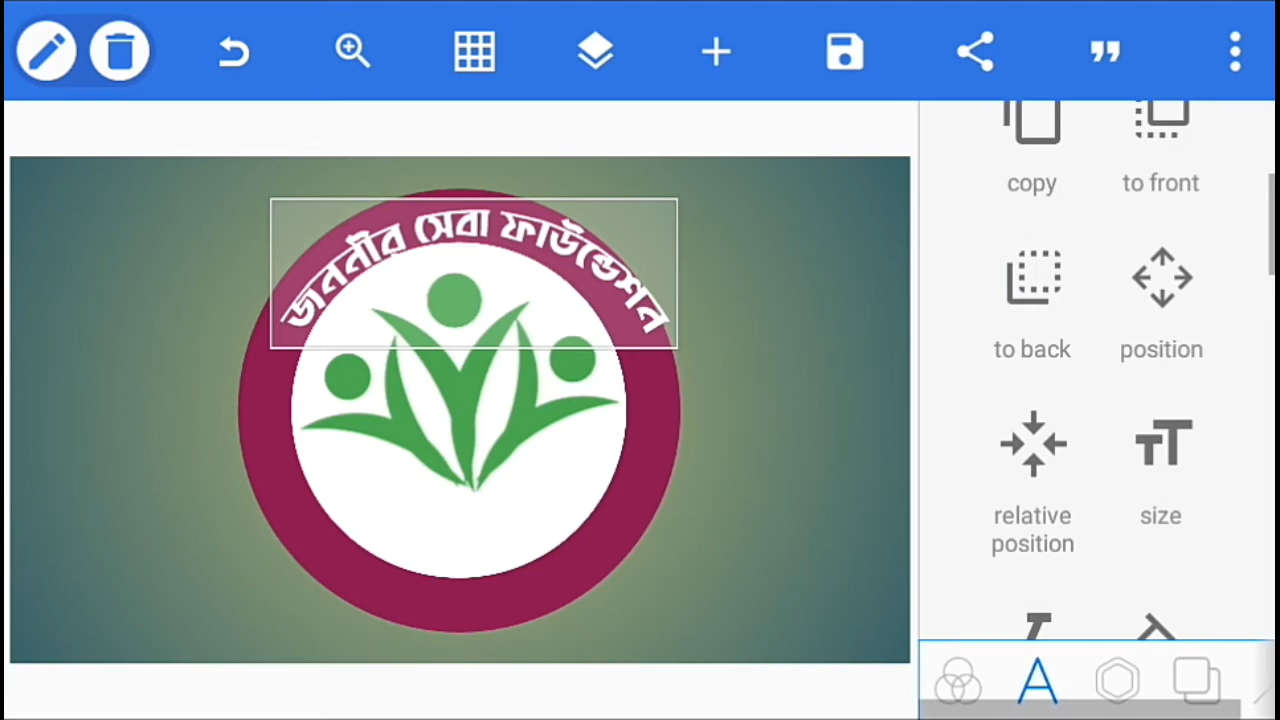 জননীর সেবা ফাউন্ডেশন
copy
to front
to back
position
relative
position
size